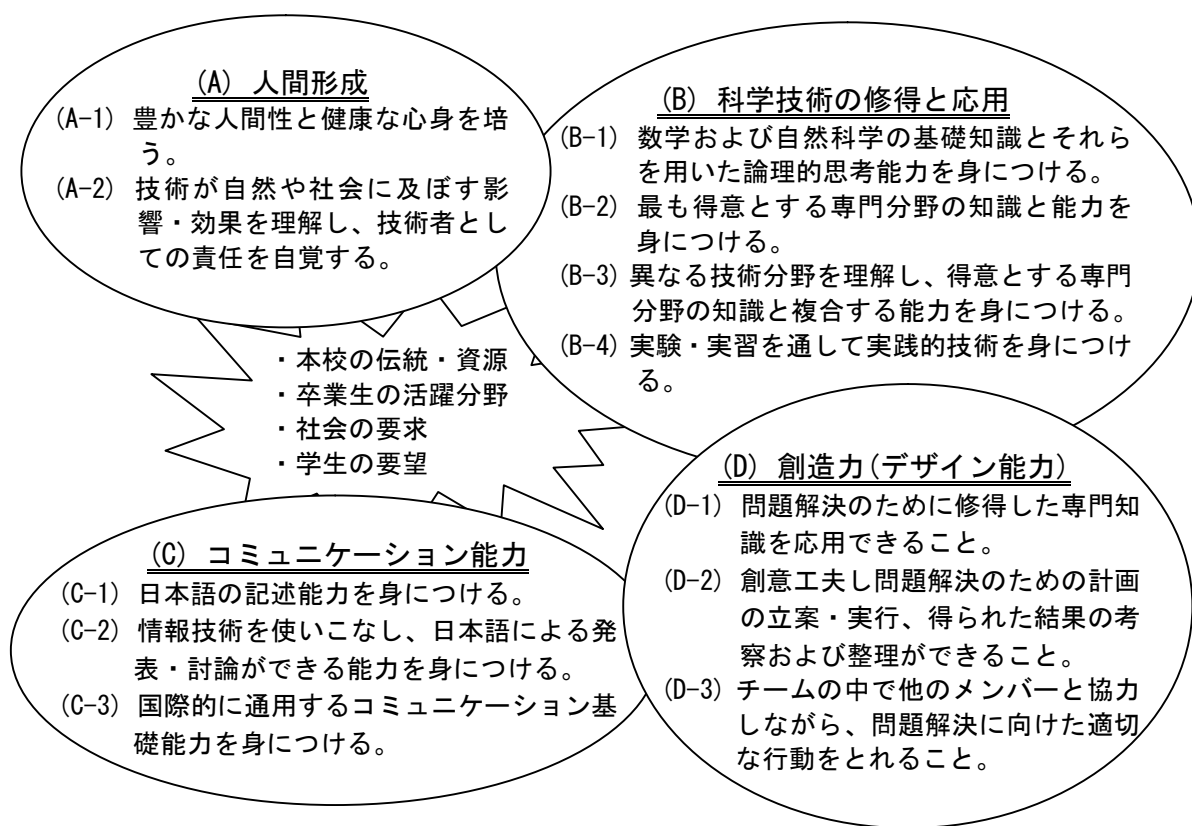 (A) 人間形成
(A-1) 豊かな人間性と健康な心身を培
う。
(A-2) 技術が自然や社会に及ぼす影
響・効果を理解し、技術者とし
ての責任を自覚する。
(B) 科学技術の修得と応用
(B-1) 数学および自然科学の基礎知識とそれら
を用いた論理的思考能力を身につける。
(B-2) 最も得意とする専門分野の知識と能力を
身につける。
(B-3) 異なる技術分野を理解し、得意とする専門
分野の知識と複合する能力を身につける。
(B-4) 実験・実習を通して実践的技術を身につけ
る。
・本校の伝統・資源
・卒業生の活躍分野
・社会の要求
・学生の要望
(C) コミュニケーション能力
(C-1) 日本語の記述能力を身につける。
(C-2) 情報技術を使いこなし、日本語による発
表・討論ができる能力を身につける。
(C-3) 国際的に通用するコミュニケーション基
礎能力を身につける。
(D) 創造力(デザイン能力)
(D-1) 問題解決のために修得した専門知
識を応用できること。
(D-2) 創意工夫し問題解決のための計画
の立案・実行、得られた結果の考
察および整理ができること。
(D-3) チームの中で他のメンバーと協力
しながら、問題解決に向けた適切
な行動をとれること。